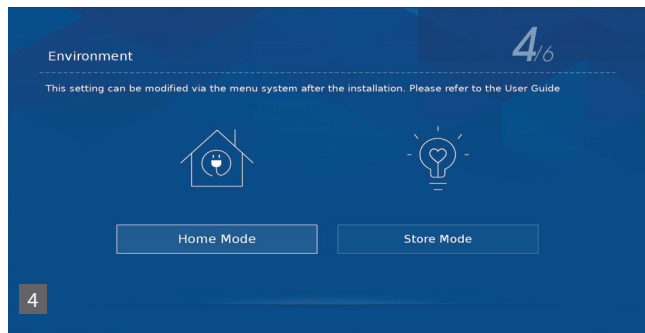 Environment
4/6
This setting can be modified via the menu system after the installation. Please refer to the User Guide
Home Mode
Store Mode
4